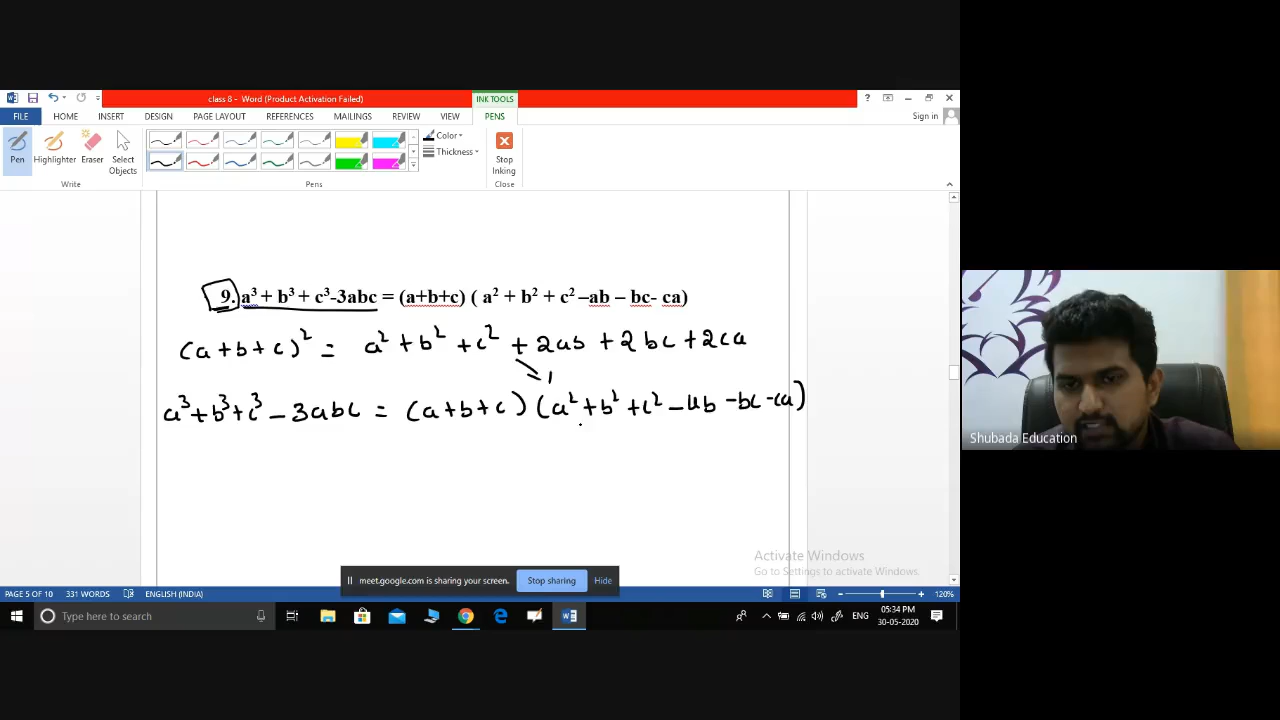 class 8 - Word (Product Activation Failed)
INK TOOLS
Sign in
FILE HOME INSERT DESIGN PAGE LAYOUT REFERENCES MAILINGS REVIEW VIEW PENS
Pen Highlighter Eraser Select Objects
Color
Thickness
Stop Inking
Write Pens Close
9. a³ + b³ + c³-3abc = (a+b+c) ( a² + b² + c² –ab – bc- ca)
(a+b+c)² = a² + b² + c² + 2ab + 2bc + 2ca
a³+b³+c³ - 3abc = (a+b+c) (a²+b²+c² - ab - bc - ca)
Shubada Education
Activate Windows
Go to Settings to activate Windows.
meet.google.com is sharing your screen. Stop sharing Hide
PAGE 5 OF 10 331 WORDS ENGLISH (INDIA) 120%
Type here to search
ENG
05:34 PM
30-05-2020